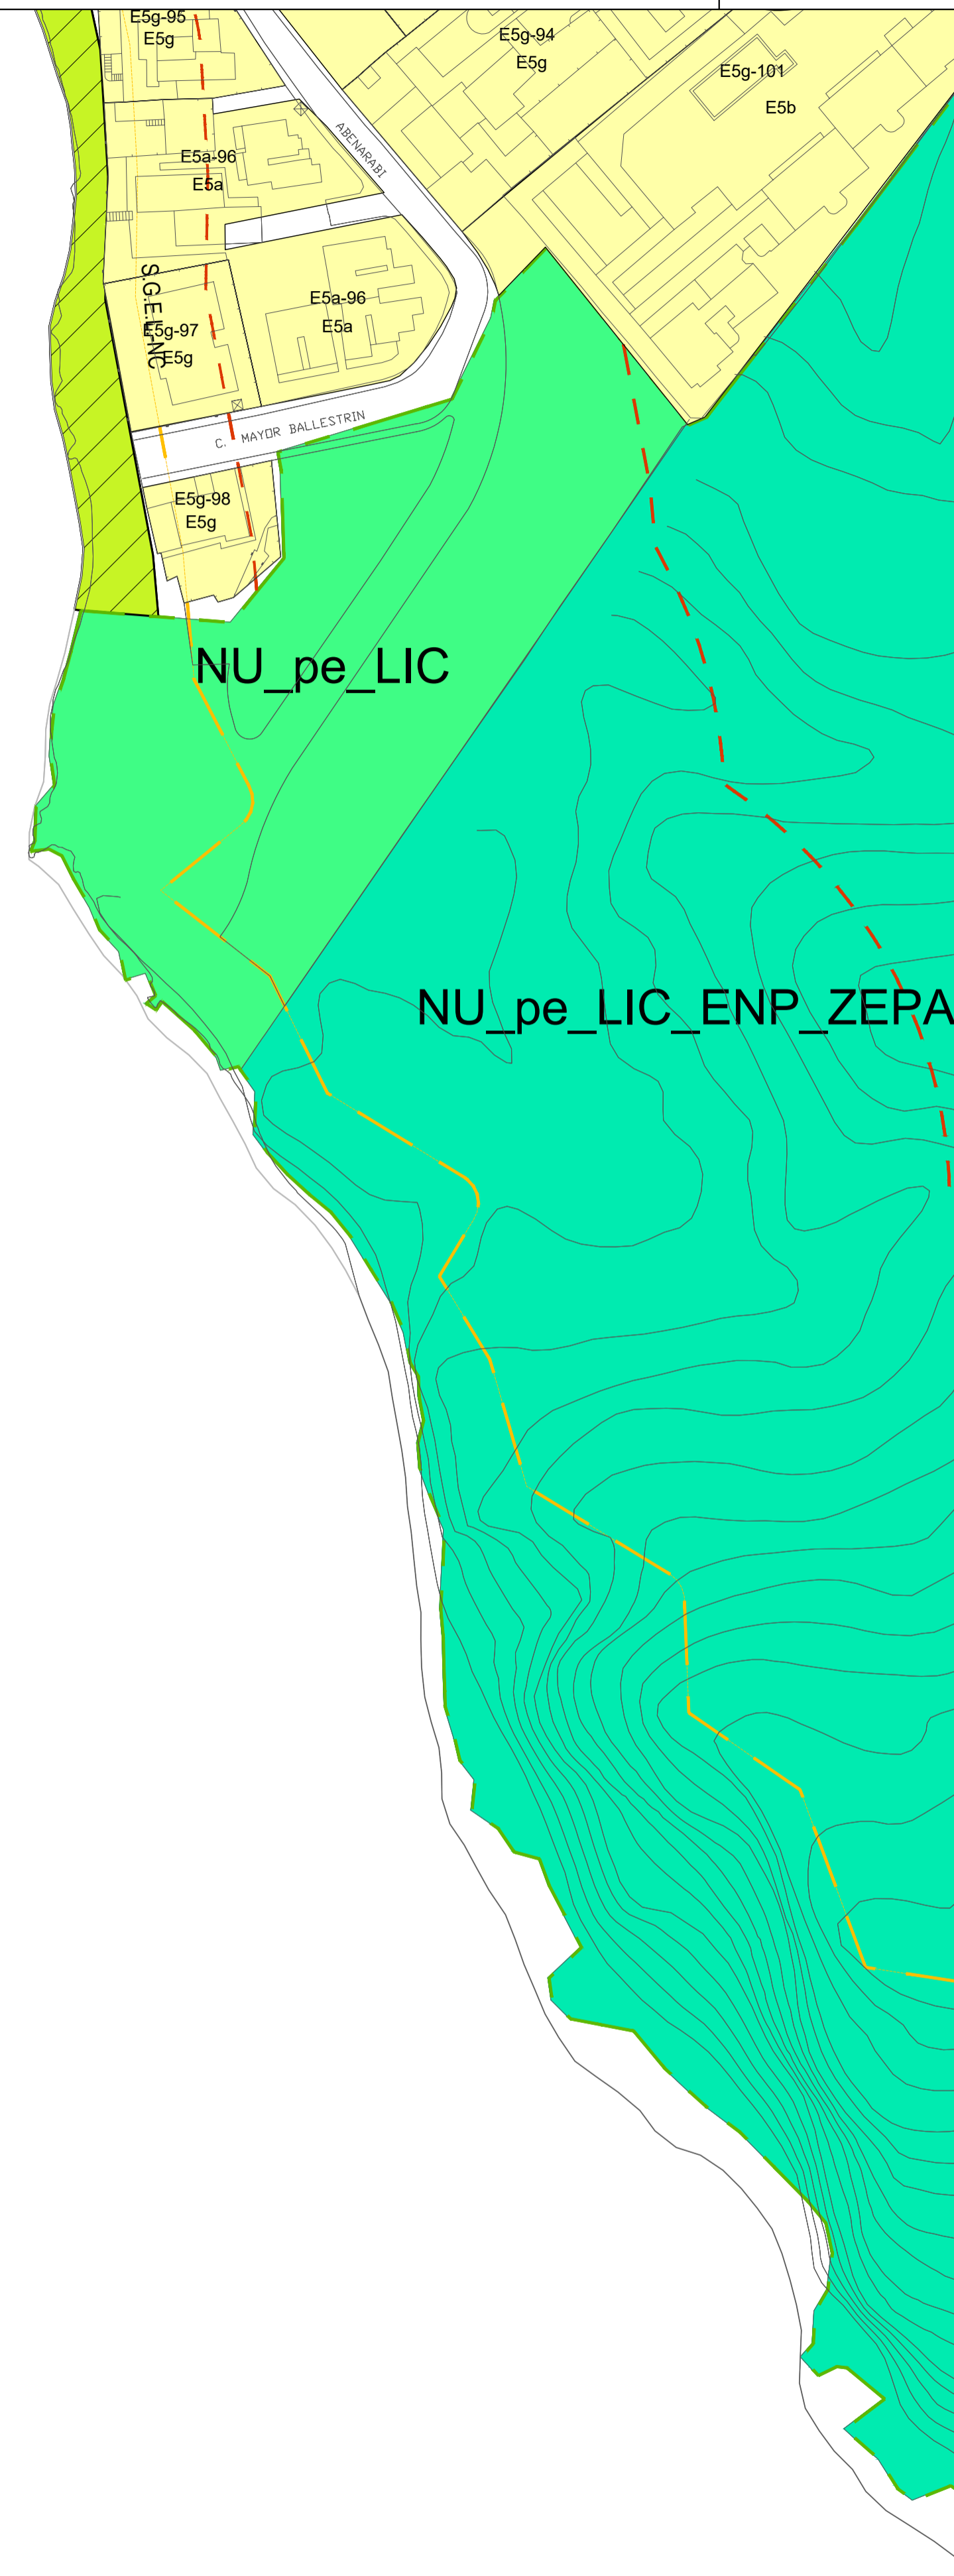 E5g-95
E5g
E5g-94
E5g
E5g-101
E5b
ABENARABI
E5a-96
E5a
S.G.E.L-NC
E5g-97
E5g
E5a-96
E5a
C. MAYOR BALLESTRIN
E5g-98
E5g
NU_pe_LIC
NU_pe_LIC_ENP_ZEPA